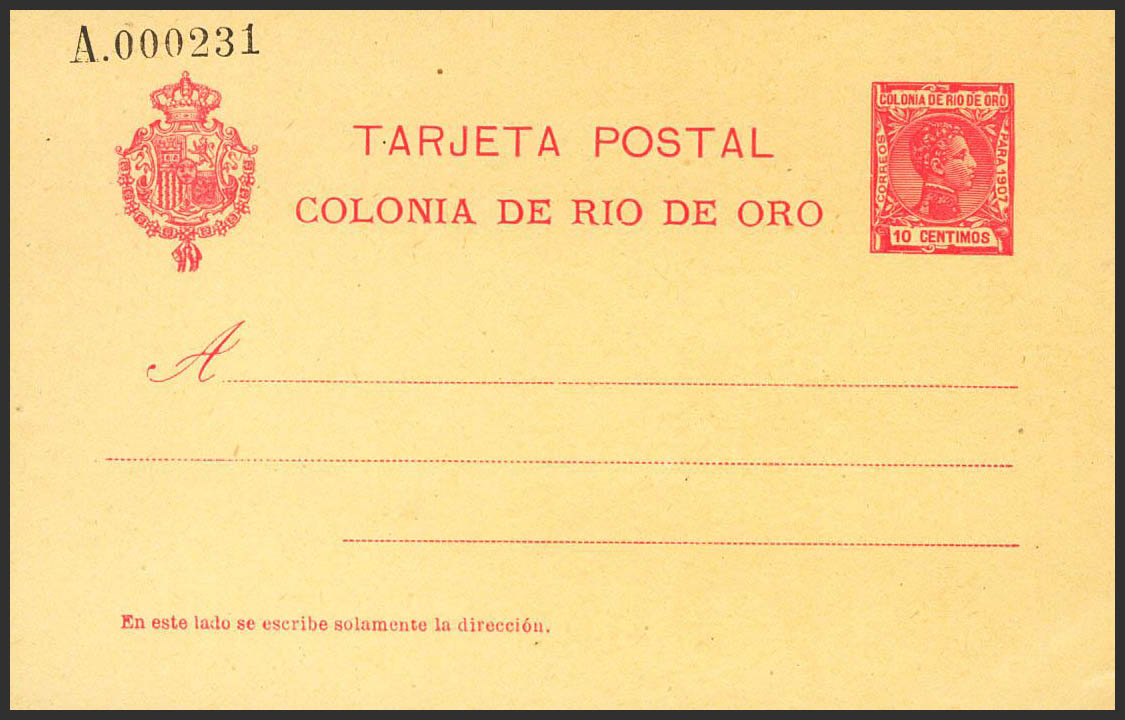 A.000231
TARJETA POSTAL
COLONIA DE RIO DE ORO
COLONIA DE RIO DE ORO
CORREOS
PARA 1907
10 CENTIMOS
A
En este lado se escribe solamente la dirección.